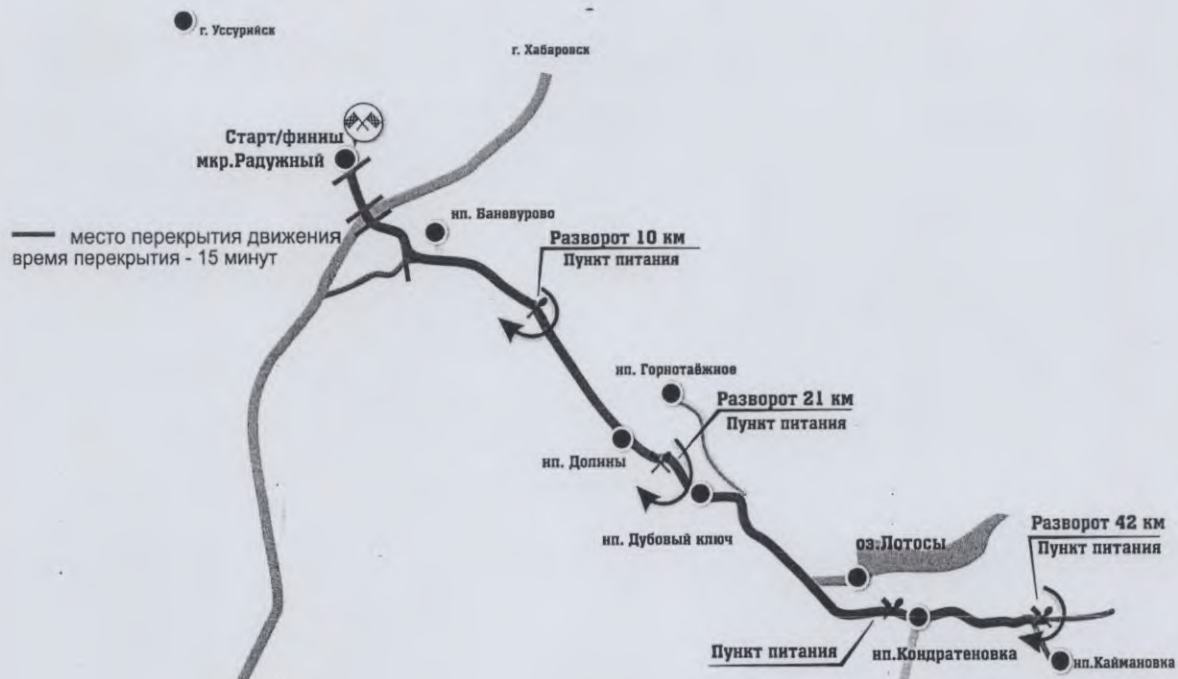 г. Уссурийск
г. Хабаровск
Старт/финиш
мкр.Радужный
нп. Баневурово
место перекрытия движения
время перекрытия - 15 минут
Разворот 10 км
Пункт питания
нп. Горнотаёжное
Разворот 21 км
Пункт питания
нп. Долины
нп. Дубовый ключ
оз.Лотосы
Разворот 42 км
Пункт питания
Пункт питания
нп.Кондратеновка
нп.Каймановка